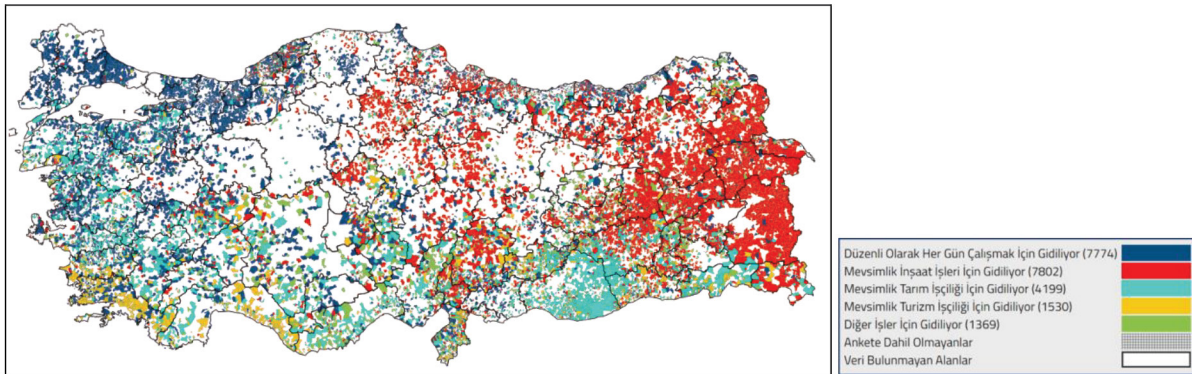 Düzenli Olarak Her Gün Çalışmak İçin Gidiliyor (7774)
Mevsimlik İnşaat İşleri İçin Gidiliyor (7802)
Mevsimlik Tarım İşçiliği İçin Gidiliyor (4199)
Mevsimlik Turizm İşçiliği İçin Gidiliyor (1530)
Diğer İşler İçin Gidiliyor (1369)
Ankete Dahil Olmayanlar
Veri Bulunmayan Alanlar